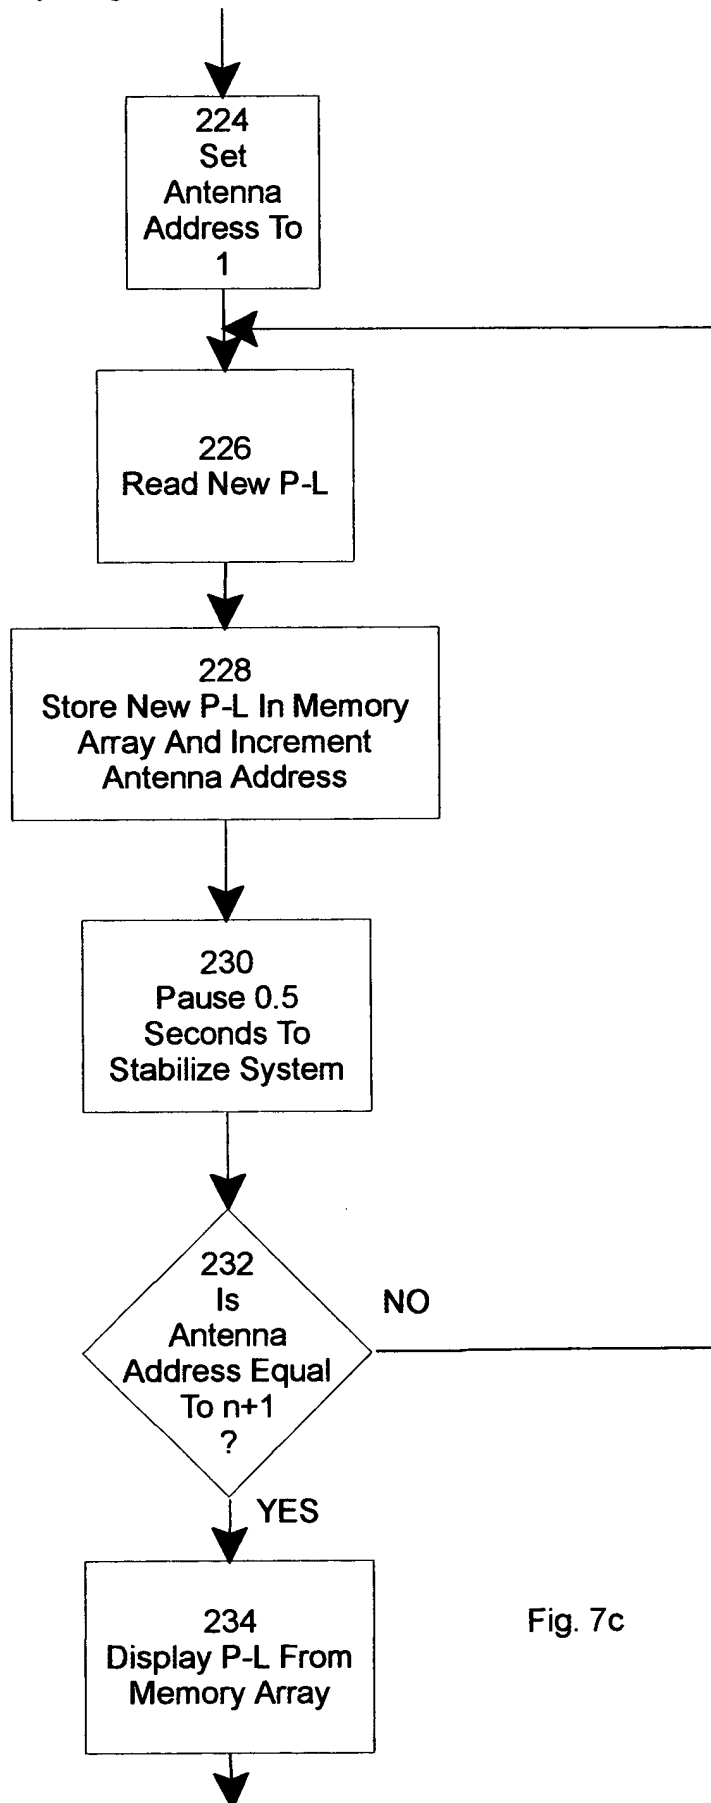 224
Set
Antenna
Address To
1
226
Read New P-L
228
Store New P-L In Memory
Array And Increment
Antenna Address
230
Pause 0.5
Seconds To
Stabilize System
232
Is
Antenna
Address Equal
To n+1
?
NO
YES
234
Display P-L From
Memory Array
Fig. 7c